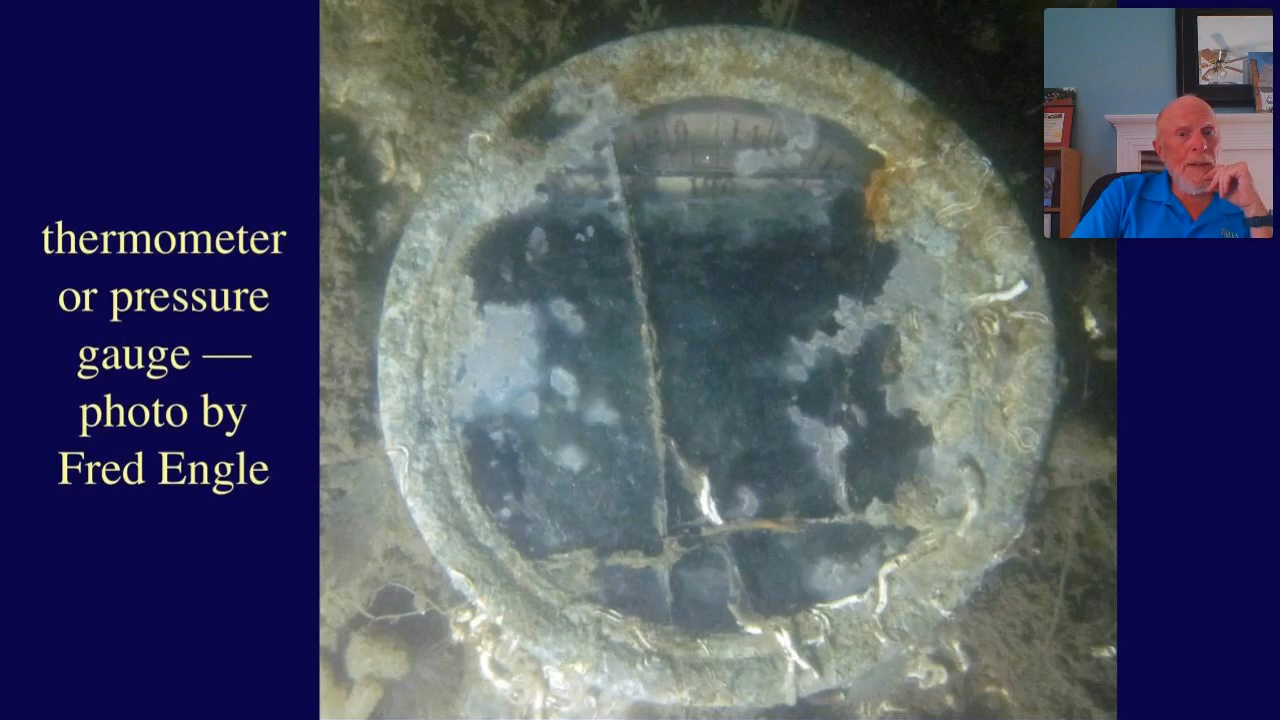 thermometer
or pressure
gauge —
photo by
Fred Engle